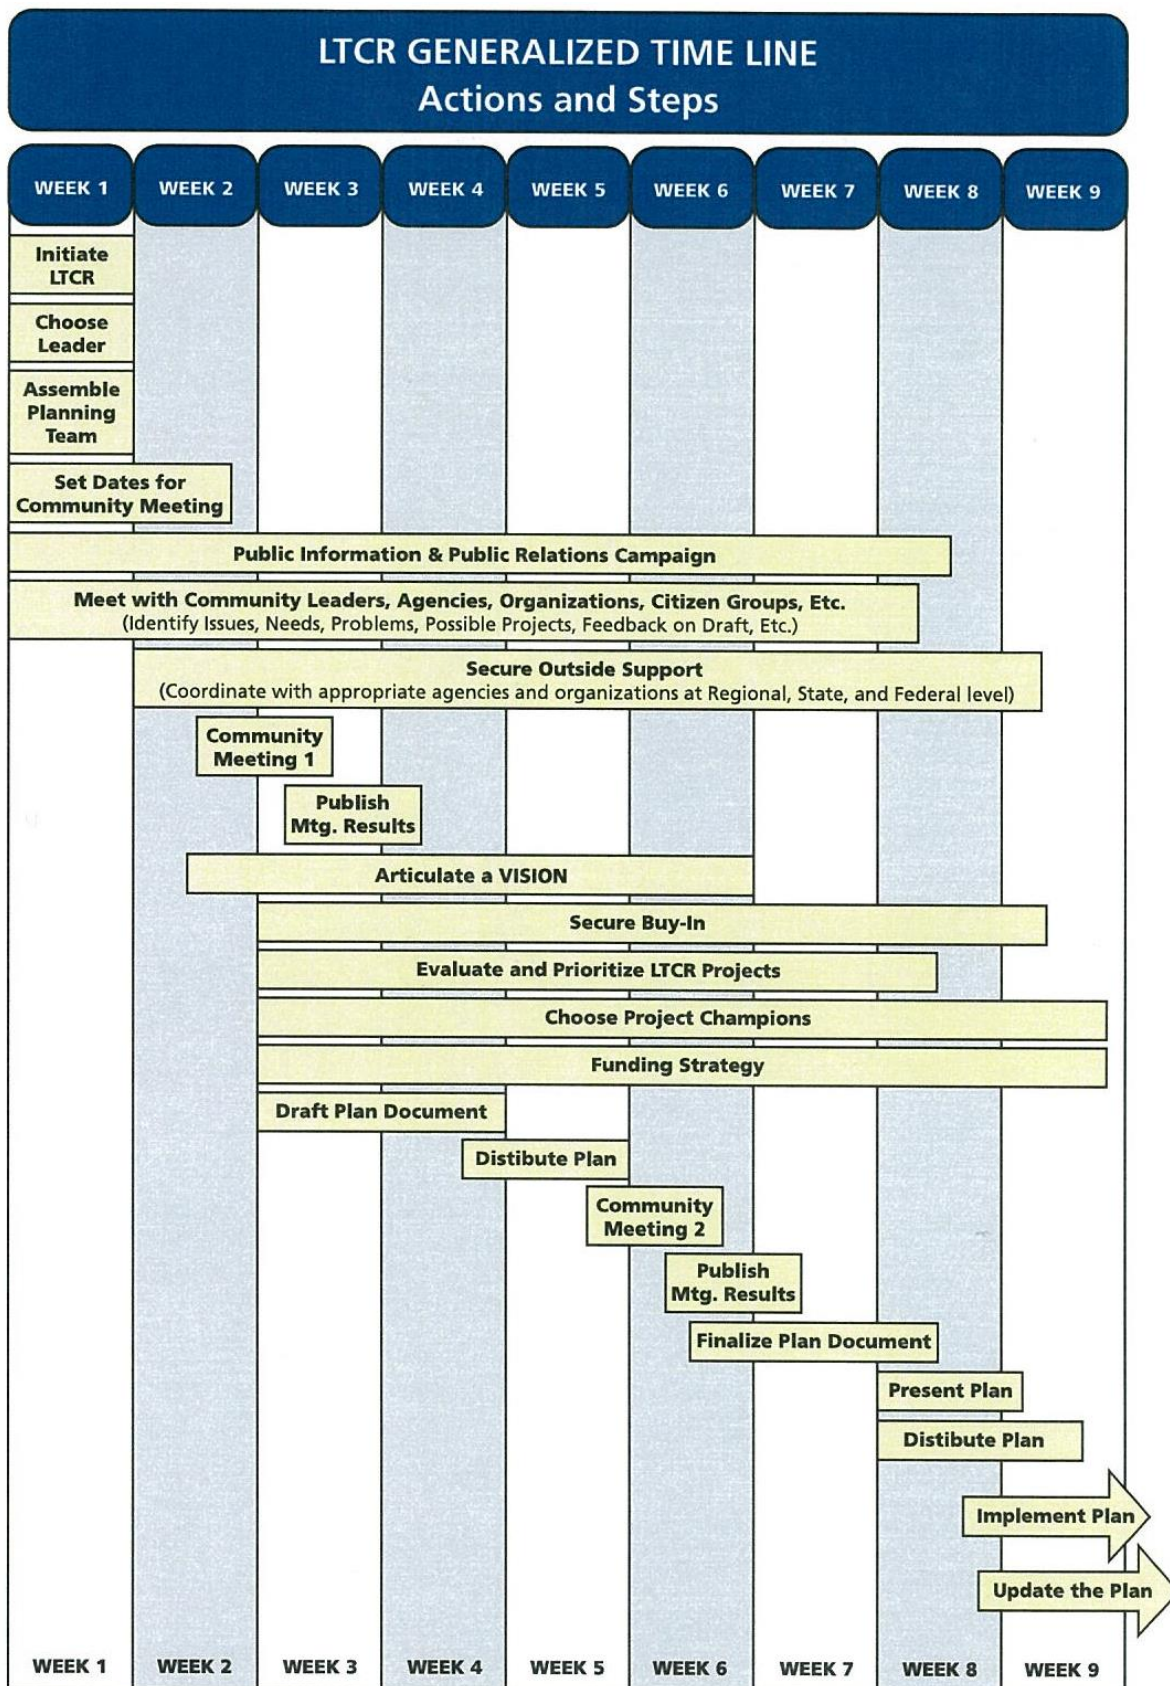 LTCR GENERALIZED TIME LINE
Actions and Steps
WEEK 1 WEEK 2 WEEK 3 WEEK 4 WEEK 5 WEEK 6 WEEK 7 WEEK 8 WEEK 9
Initiate
LTCR
Choose
Leader
Assemble
Planning
Team
Set Dates for
Community Meeting
Public Information & Public Relations Campaign
Meet with Community Leaders, Agencies, Organizations, Citizen Groups, Etc.
(Identify Issues, Needs, Problems, Possible Projects, Feedback on Draft, Etc.)
Secure Outside Support
(Coordinate with appropriate agencies and organizations at Regional, State, and Federal level)
Community
Meeting 1
Publish
Mtg. Results
Articulate a VISION
Secure Buy-In
Evaluate and Prioritize LTCR Projects
Choose Project Champions
Funding Strategy
Draft Plan Document
Distibute Plan
Community
Meeting 2
Publish
Mtg. Results
Finalize Plan Document
Present Plan
Distibute Plan
Implement Plan
Update the Plan
WEEK 1 WEEK 2 WEEK 3 WEEK 4 WEEK 5 WEEK 6 WEEK 7 WEEK 8 WEEK 9